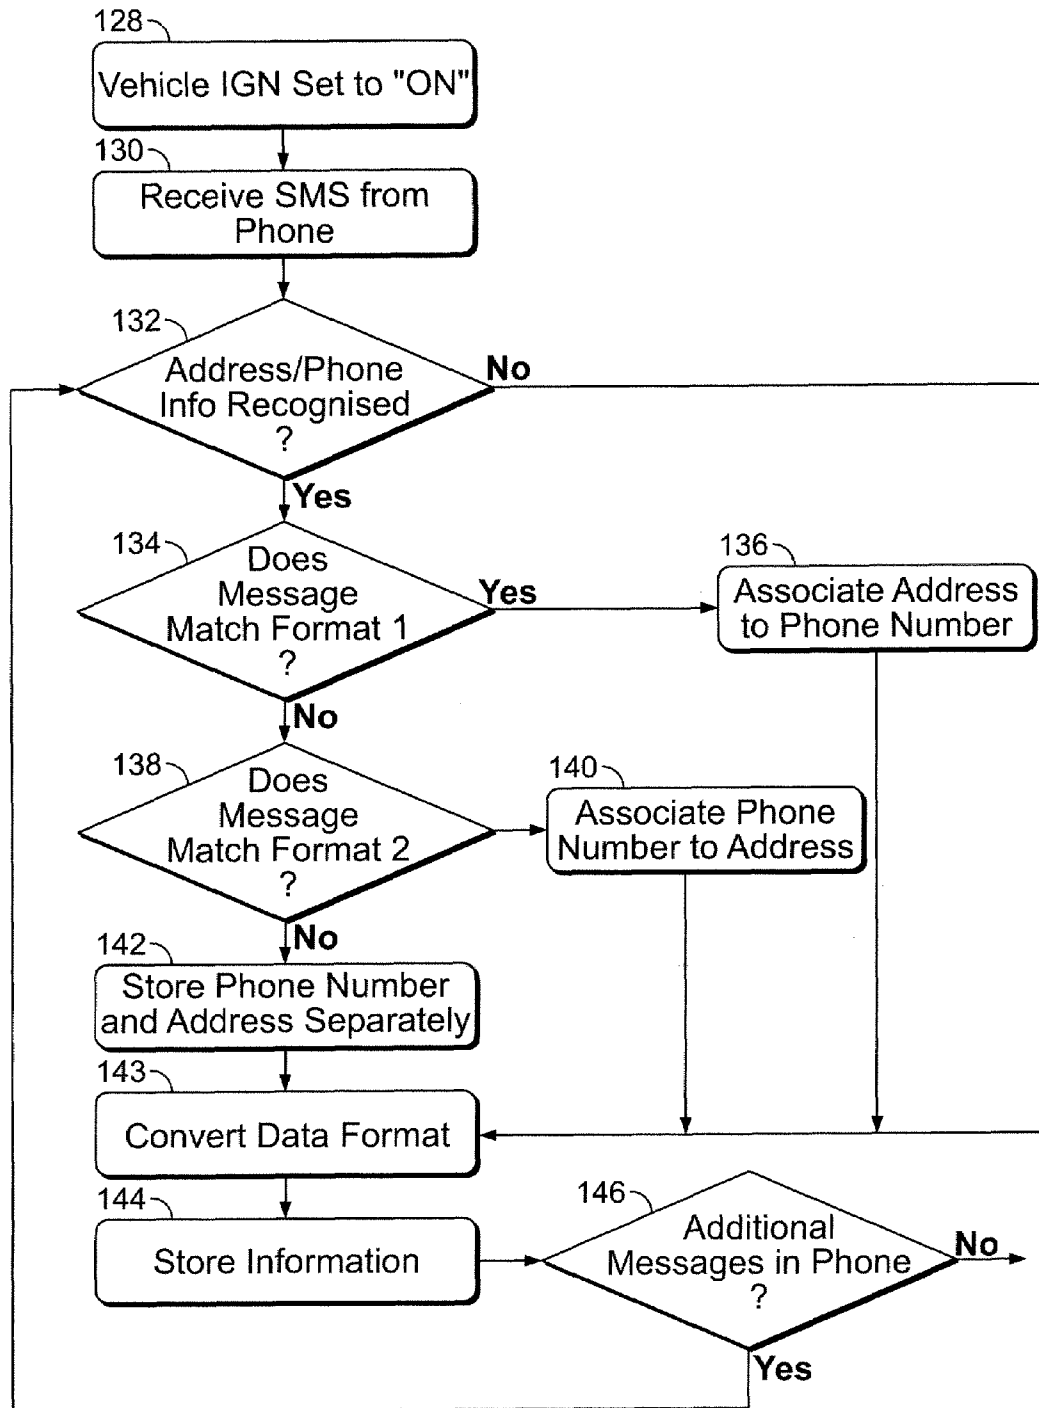 128
Vehicle IGN Set to "ON"
130
Receive SMS from
Phone
132
Address/Phone
Info Recognised
?
No
Yes
134
Does
Message
Match Format 1
?
Yes
136
Associate Address
to Phone Number
No
138
Does
Message
Match Format 2
?
140
Associate Phone
Number to Address
No
142
Store Phone Number
and Address Separately
143
Convert Data Format
144
Store Information
146
Additional
Messages in Phone
?
No
Yes